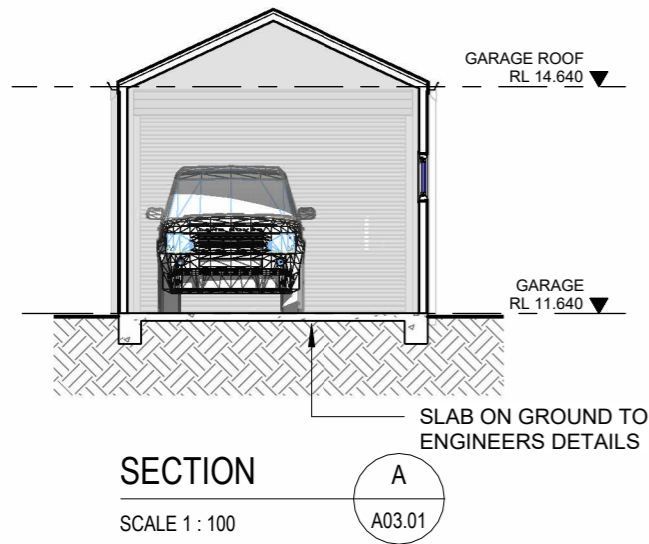 GARAGE ROOF
RL 14.640
GARAGE
RL 11.640
SLAB ON GROUND TO
ENGINEERS DETAILS
SECTION
A
SCALE 1 : 100
A03.01